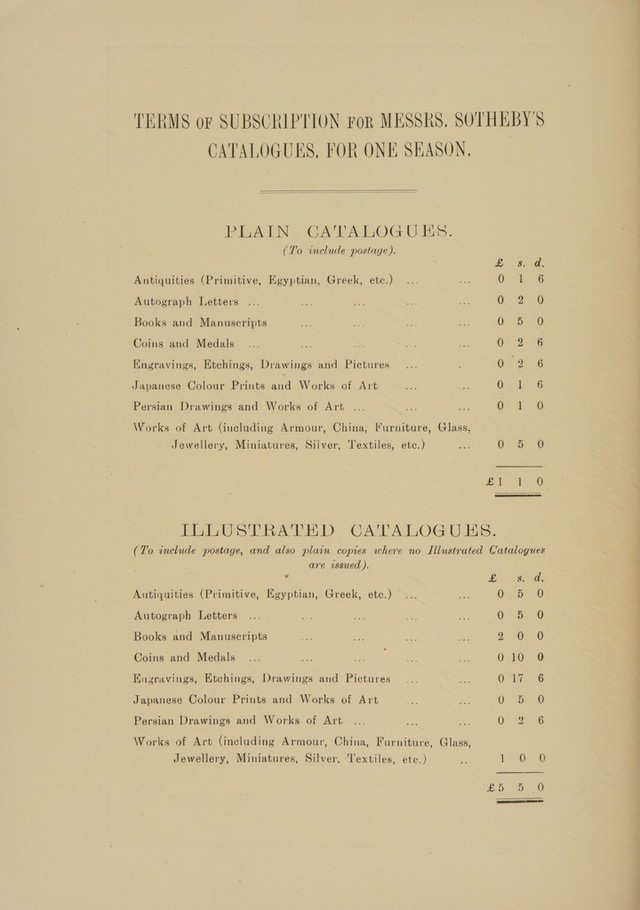 TERMS OF SUBSCRIPTION FOR MESSRS. SOTHEBY'S
CATALOGUES, FOR ONE SEASON.
PLAIN CATALOGUES.
(To include postage).
£ s. d.
Antiquities (Primitive, Egyptian, Greek, etc.) ... ... 0 1 6
Autograph Letters ... ... ... ... ... 0 2 0
Books and Manuscripts ... ... ... ... 0 5 0
Coins and Medals ... ... ... ... ... 0 2 6
Engravings, Etchings, Drawings and Pictures ... . 0 2 6
Japanese Colour Prints and Works of Art ... ... 0 1 6
Persian Drawings and Works of Art ... ... ... 0 1 0
Works of Art (including Armour, China, Furniture, Glass,
Jewellery, Miniatures, Silver, Textiles, etc.) ... 0 5 0
£1 1 0
ILLUSTRATED CATALOGUES.
(To include postage, and also plain copies where no Illustrated Catalogues
are issued).
£ s. d.
Antiquities (Primitive, Egyptian, Greek, etc.) ... ... 0 5 0
Autograph Letters ... ... ... ... ... 0 5 0
Books and Manuscripts ... ... ... ... 2 0 0
Coins and Medals ... ... ... ... ... 0 10 0
Engravings, Etchings, Drawings and Pictures ... ... 0 17 6
Japanese Colour Prints and Works of Art ... ... 0 5 0
Persian Drawings and Works of Art ... ... ... 0 2 6
Works of Art (including Armour, China, Furniture, Glass,
Jewellery, Miniatures, Silver, Textiles, etc.) ... 1 0 0
£5 5 0